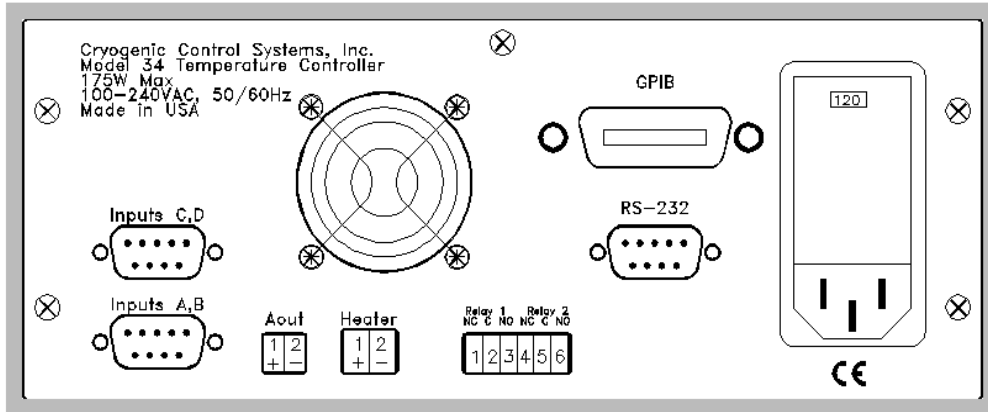 Cryogenic Control Systems, Inc.
Model 34 Temperature Controller
175W Max
100-240VAC, 50/60Hz
Made in USA
GPIB
120
Inputs C,D
RS-232
Inputs A,B
Aout
1 2
+ -
Heater
1 2
+ -
Relay 1 Relay 2
NC C NO NC C NO
1 2 3 4 5 6
CE